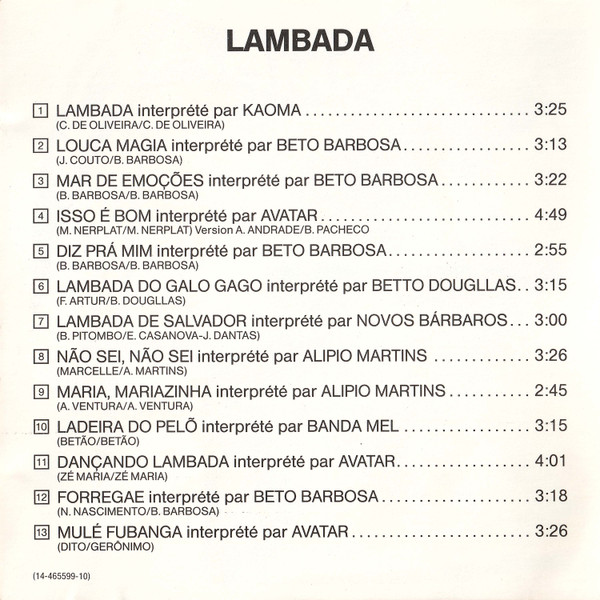 LAMBADA
1 LAMBADA interprété par KAOMA .............................. 3:25
(C. DE OLIVEIRA/C. DE OLIVEIRA)
2 LOUCA MAGIA interprété par BETO BARBOSA................. 3:13
(J. COUTO/B. BARBOSA)
3 MAR DE EMOÇÕES interprété par BETO BARBOSA............ 3:22
(B. BARBOSA/B. BARBOSA)
4 ISSO É BOM interprété par AVATAR............................ 4:49
(M. NERPLAT/M. NERPLAT) Version A. ANDRADE/B. PACHECO
5 DIZ PRÁ MIM interprété par BETO BARBOSA................... 2:55
(B. BARBOSA/B. BARBOSA)
6 LAMBADA DO GALO GAGO interprété par BETTO DOUGLLAS.. 3:15
(F. ARTUR/B. DOUGLLAS)
7 LAMBADA DE SALVADOR interprété par NOVOS BÁRBAROS... 3:00
(B. PITOMBO/E. CASANOVA-J. DANTAS)
8 NÃO SEI, NÃO SEI interprété par ALIPIO MARTINS .............. 3:26
(MARCELLE/A. MARTINS)
9 MARIA, MARIAZINHA interprété par ALIPIO MARTINS ........... 2:45
(A. VENTURA/A. VENTURA)
10 LADEIRA DO PELÕ interprété par BANDA MEL ................. 3:15
(BETÃO/BETÃO)
11 DANÇANDO LAMBADA interprété par AVATAR.................. 4:01
(ZÉ MARIA/ZÉ MARIA)
12 FORREGAE interprété par BETO BARBOSA.................... 3:18
(N. NASCIMENTO/B. BARBOSA)
13 MULÉ FUBANGA interprété par AVATAR........................ 3:26
(DITO/GERÔNIMO)
(14-465599-10)